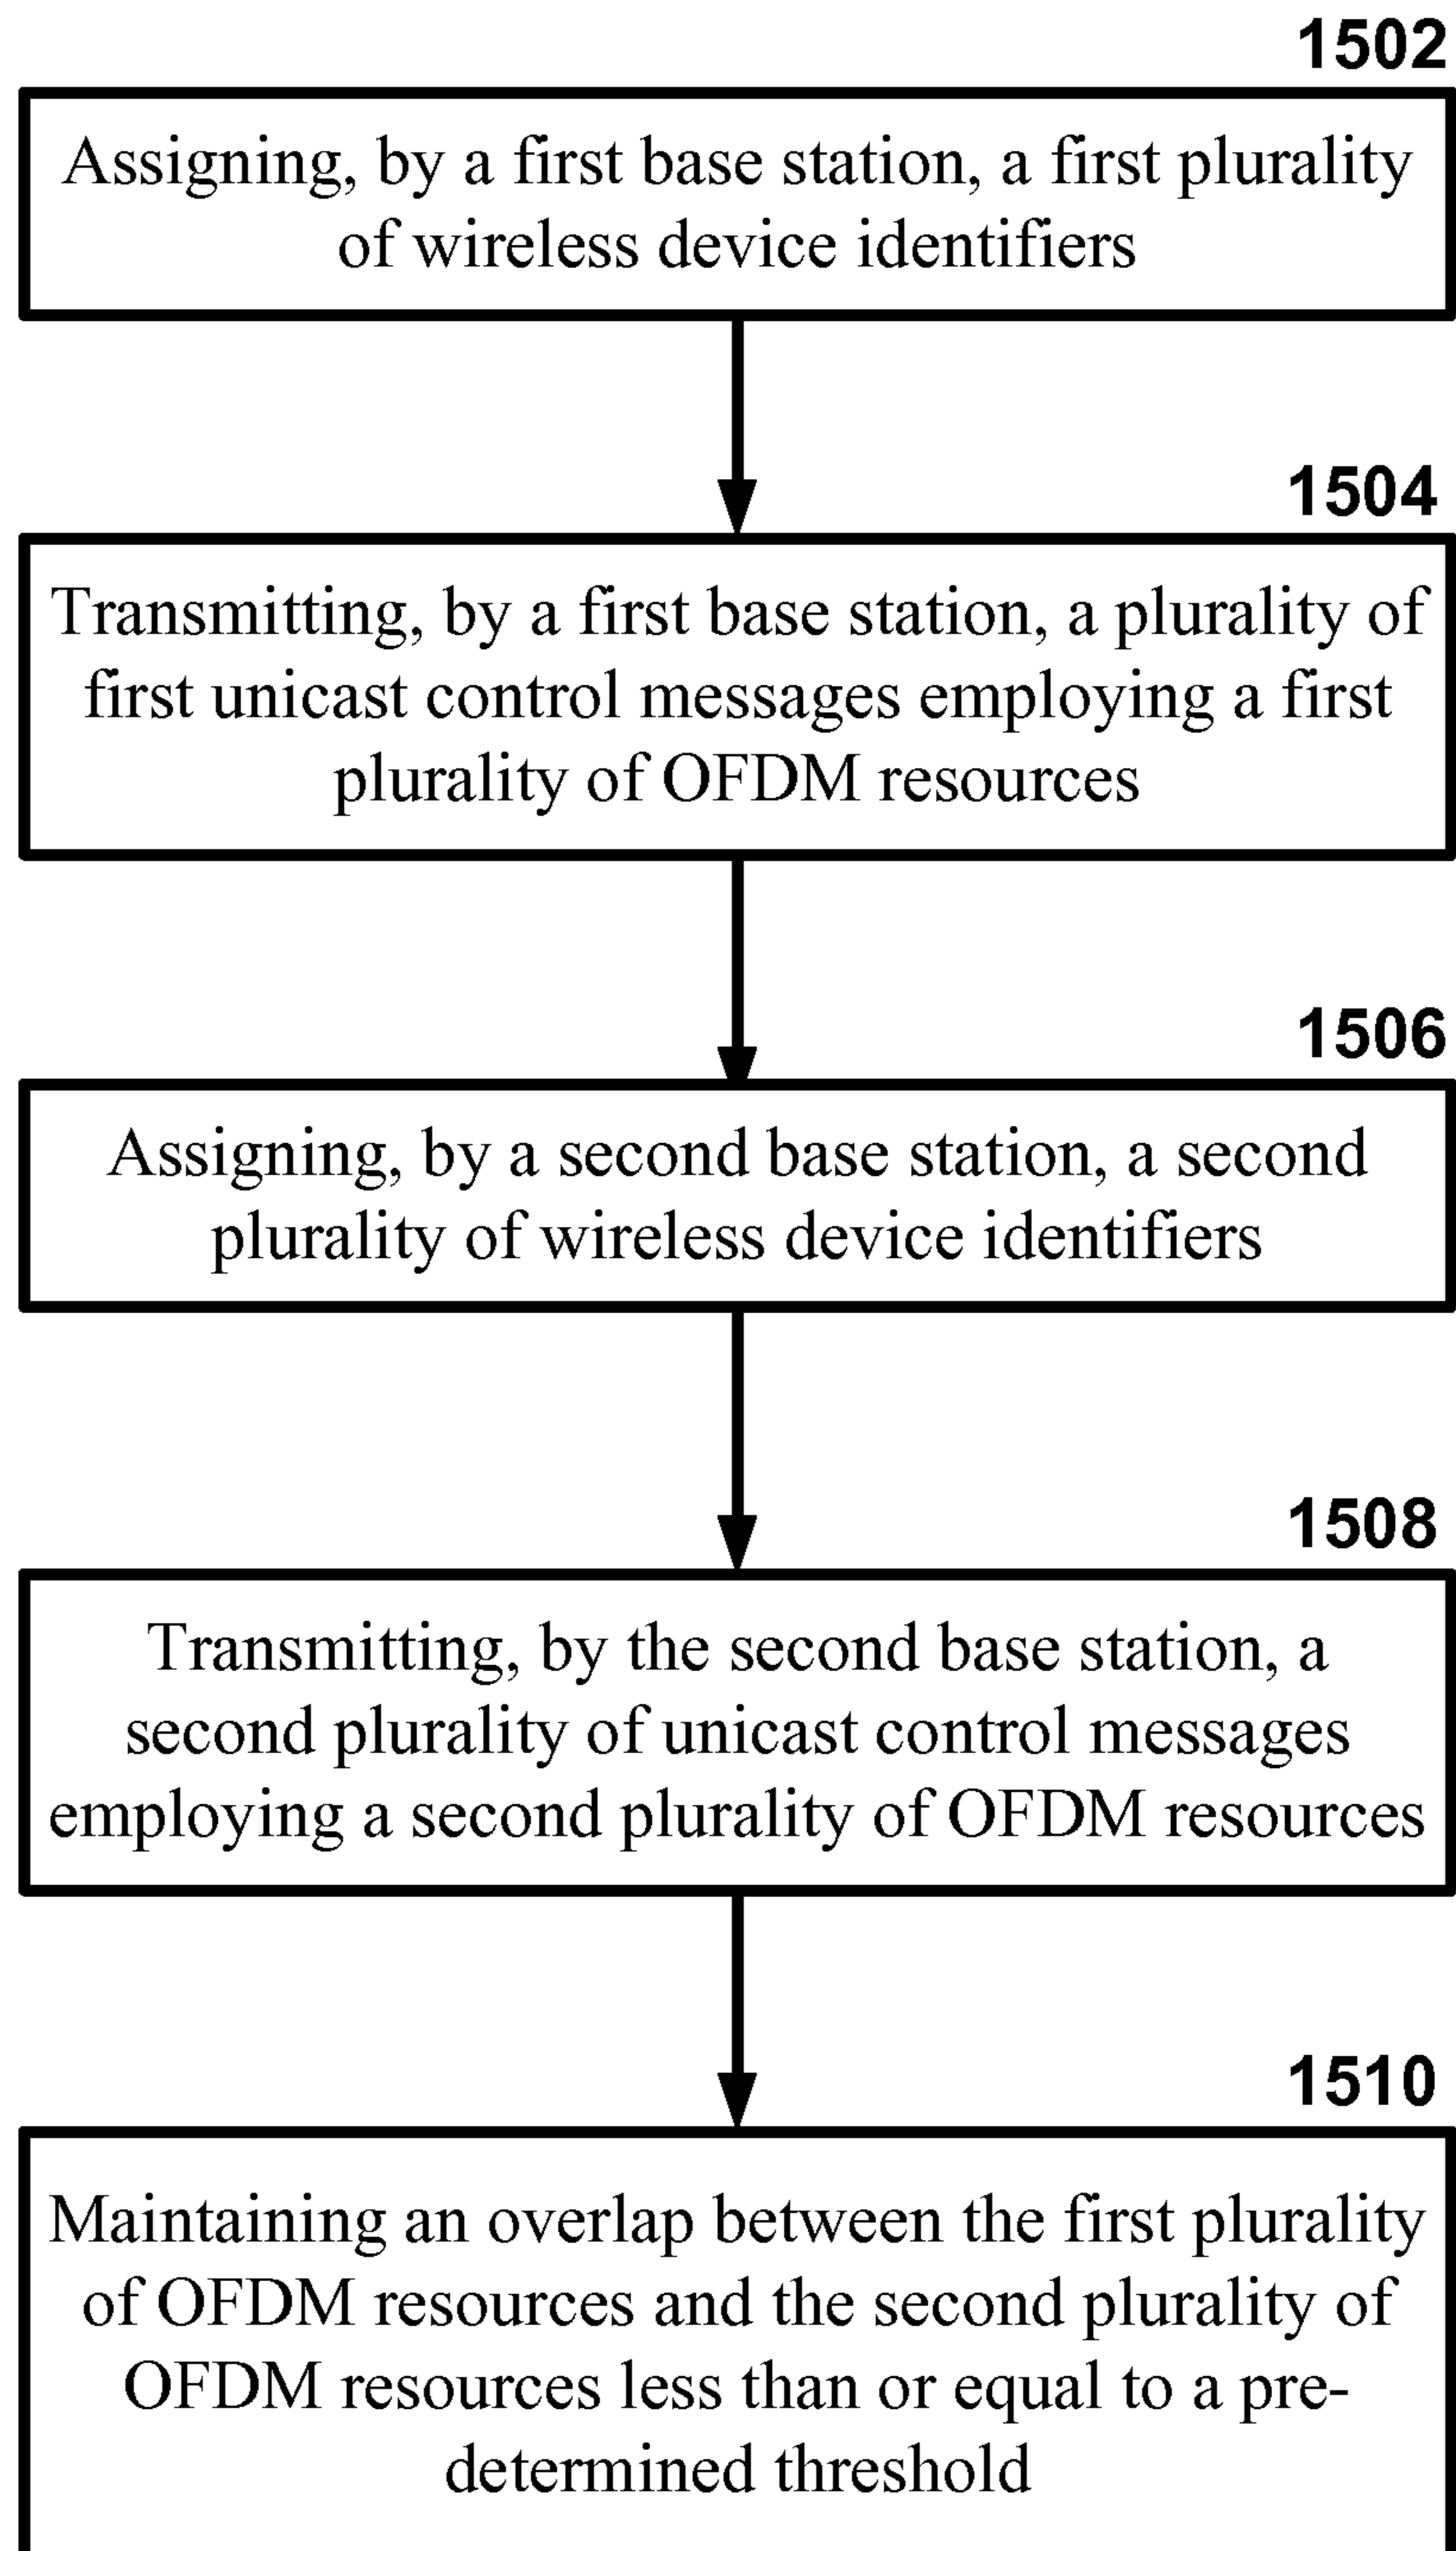 1502
Assigning, by a first base station, a first plurality
of wireless device identifiers
1504
Transmitting, by a first base station, a plurality of
first unicast control messages employing a first
plurality of OFDM resources
1506
Assigning, by a second base station, a second
plurality of wireless device identifiers
1508
Transmitting, by the second base station, a
second plurality of unicast control messages
employing a second plurality of OFDM resources
1510
Maintaining an overlap between the first plurality
of OFDM resources and the second plurality of
OFDM resources less than or equal to a pre-
determined threshold